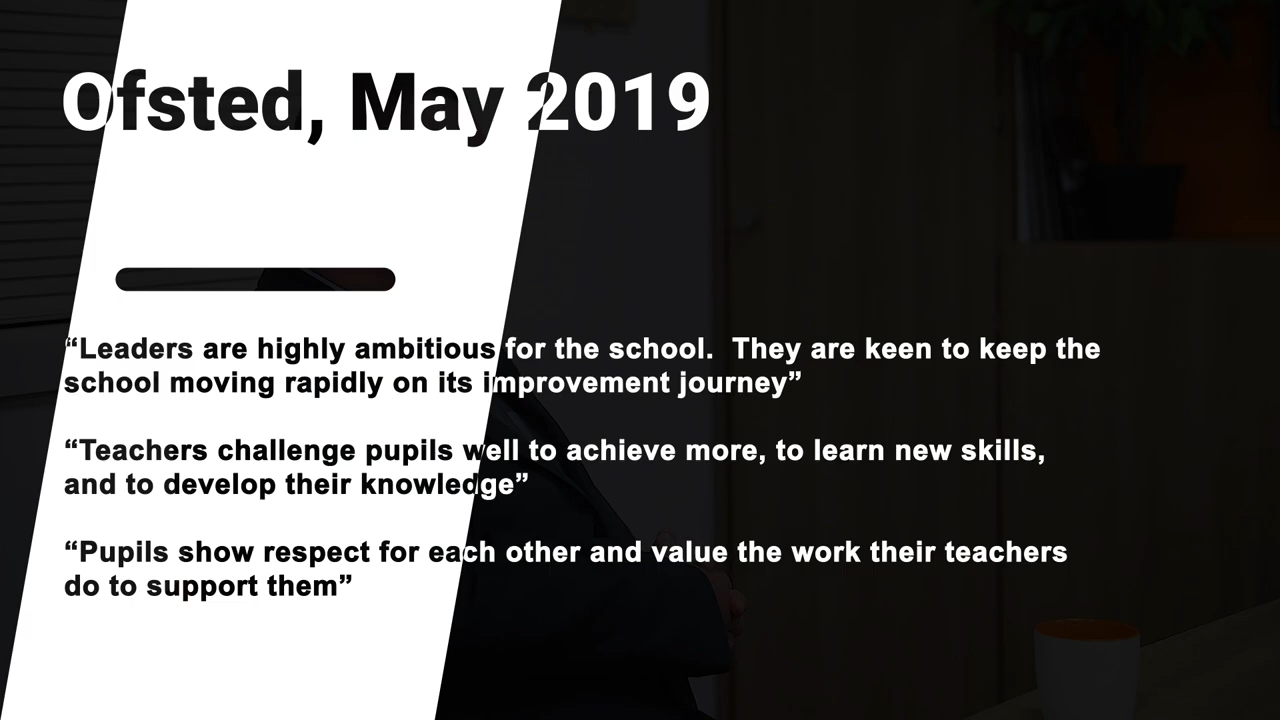 Ofsted, May 2019
“Leaders are highly ambitious for the school.  They are keen to keep the
school moving rapidly on its improvement journey”
“Teachers challenge pupils well to achieve more, to learn new skills,
and to develop their knowledge”
“Pupils show respect for each other and value the work their teachers
do to support them”